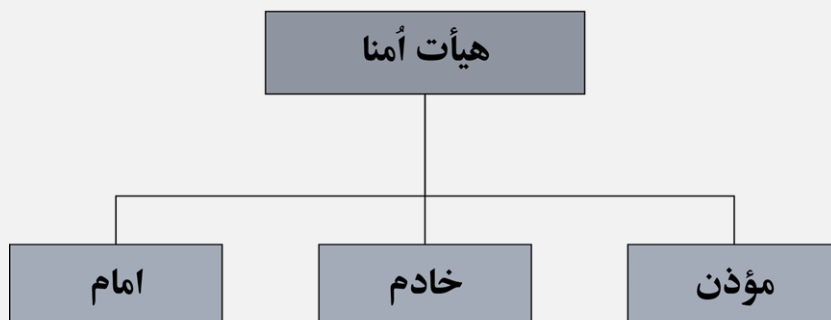 هیأت اُمنا
مؤذن
خادم
امام